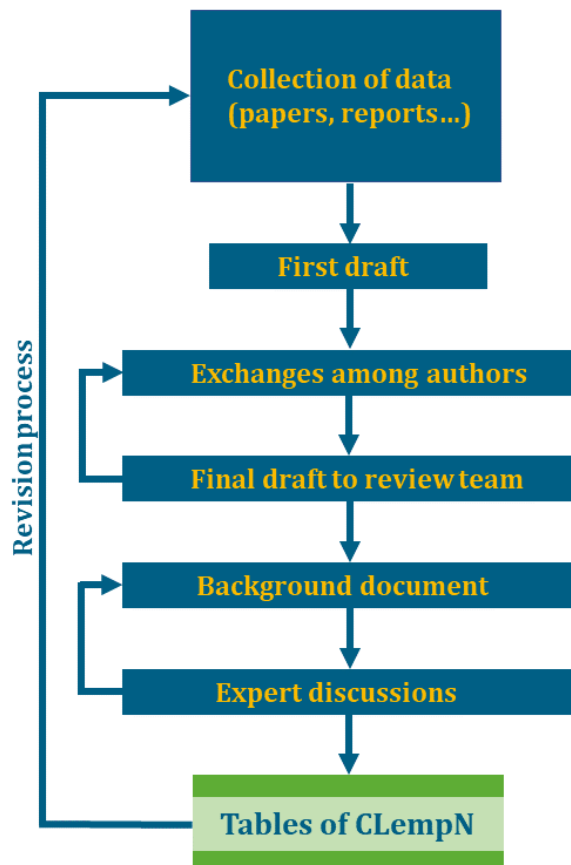 Collection of data
(papers, reports…)
First draft
Exchanges among authors
Final draft to review team
Background document
Expert discussions
Tables of CLempN
Revision process